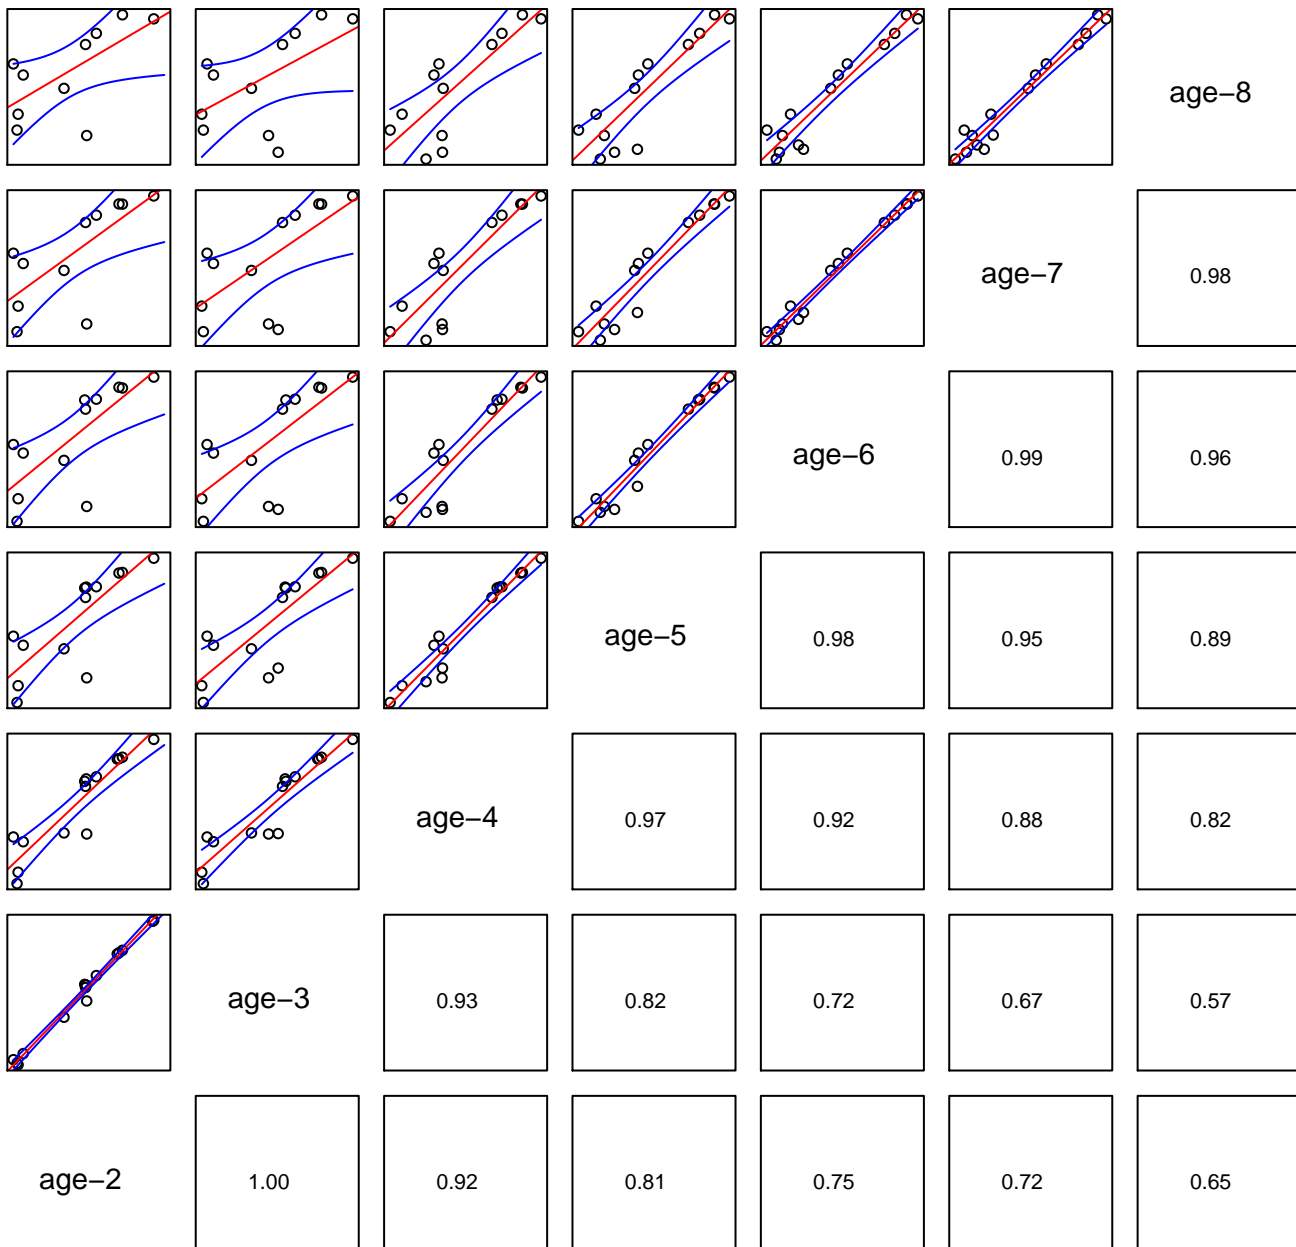 age−8
age−7 0.98
age−6 0.99 0.96
age−5 0.98 0.95 0.89
age−4 0.97 0.92 0.88 0.82
age−3 0.93 0.82 0.72 0.67 0.57
age−2 1.00 0.92 0.81 0.75 0.72 0.65